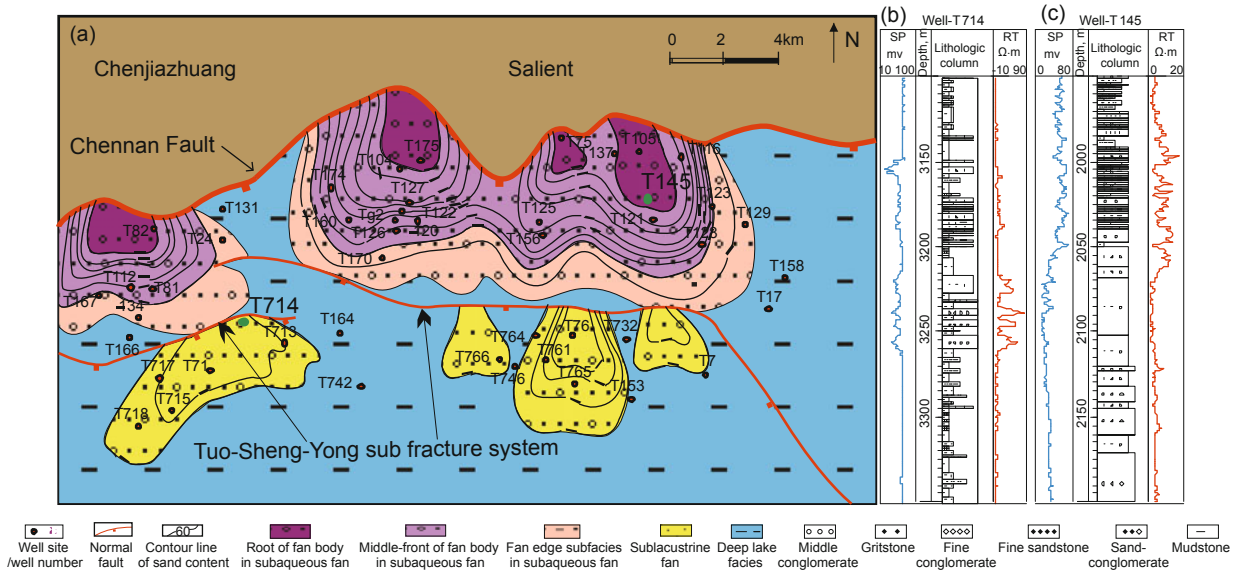 (a)
Chenjiazhuang
Salient
0 2 4km
N
Chennan Fault
T175
T104
T174
T127
T160
T92
T122
T126
T20
T170
T75
T137
T105
T116
T145
T123
T129
T125
T121
T156
T128
T158
T17
T131
T82
T24
T112
T81
T167
134
T166
T714
T713
T164
T717
T71
T742
T715
T718
T764
T76
T732
T766
T761
T746
T765
T153
T7
Tuo-Sheng-Yong sub fracture system
(b)
Well-T714
SP
mv
10 100
Depth, m
Lithologic
column
RT
Ω·m
-10 90
3150
3200
3250
3300
(c)
Well-T145
SP
mv
0 80
Depth, m
Lithologic
column
RT
Ω·m
0 20
2000
2050
2100
2150
Well site
/well number
Normal
fault
60
Contour line
of sand content
Root of fan body
in subaqueous fan
Middle-front of fan body
in subaqueous fan
Fan edge subfacies
in subaqueous fan
Sublacustrine
fan
Deep lake
facies
Middle
conglomerate
Gritstone
Fine
conglomerate
Fine sandstone
Sand-
conglomerate
Mudstone